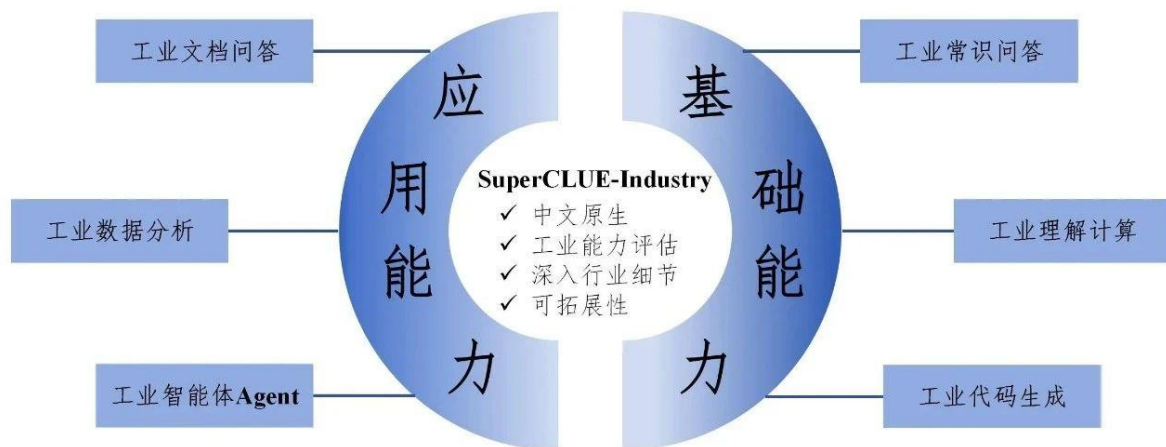 工业文档问答
工业数据分析
工业智能体Agent
应用能力
SuperCLUE-Industry
✓ 中文原生
✓ 工业能力评估
✓ 深入行业细节
✓ 可拓展性
基础能力
工业常识问答
工业理解计算
工业代码生成